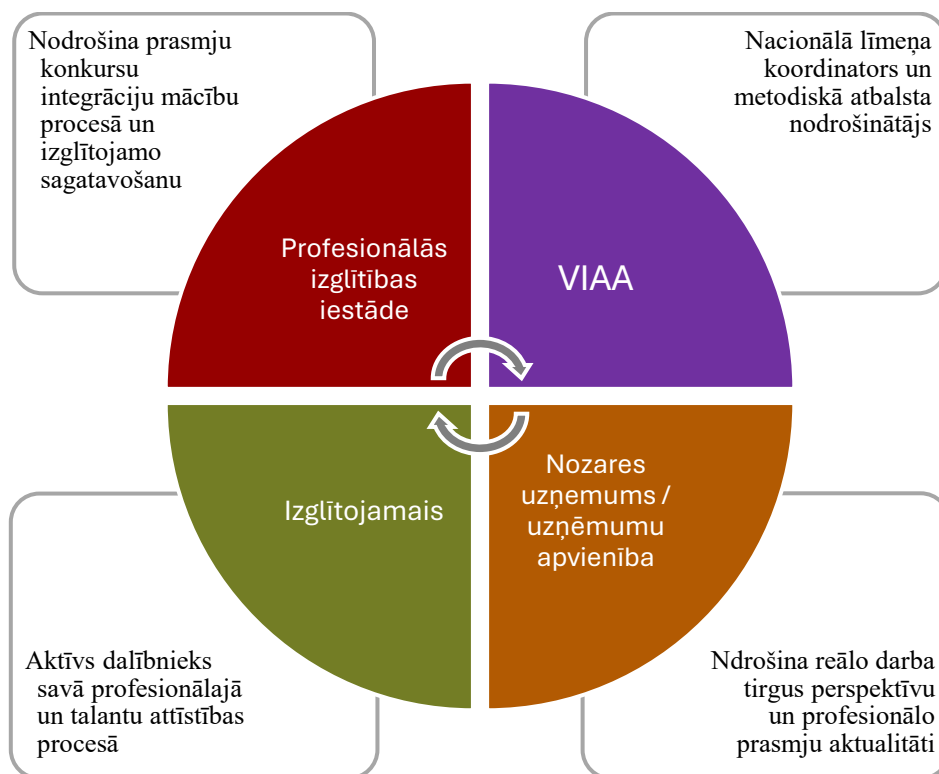 Nodrošina prasmju
konkursu
integrāciju mācību
procesā un
izglītojamo
sagatavošanu
Nacionālā līmeņa
koordinators un
metodiskā atbalsta
nodrošinātājs
Profesionālās
izglītības
iestāde
VIAA
Izglītojamais
Nozares
uzņemums /
uzņēmumu
apvienība
Aktīvs dalībnieks
savā profesionālajā
un talantu attīstības
procesā
Ndrošina reālo darba
tirgus perspektīvu
un profesionālo
prasmju aktualitāti